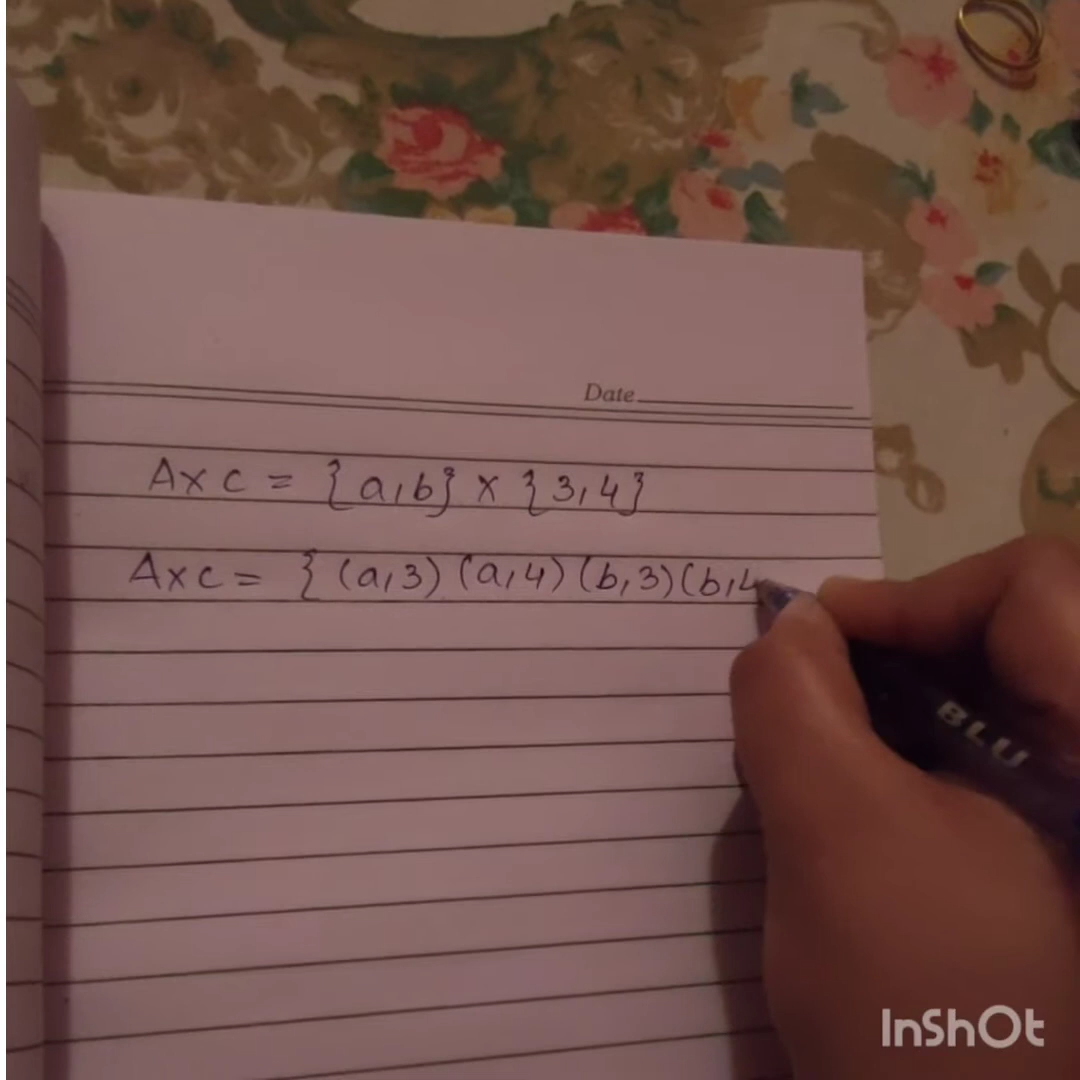 Date
A×C = {a,b} × {3,4}
A×C = { (a,3) (a,4) (b,3) (b,4
BLU
InShOt